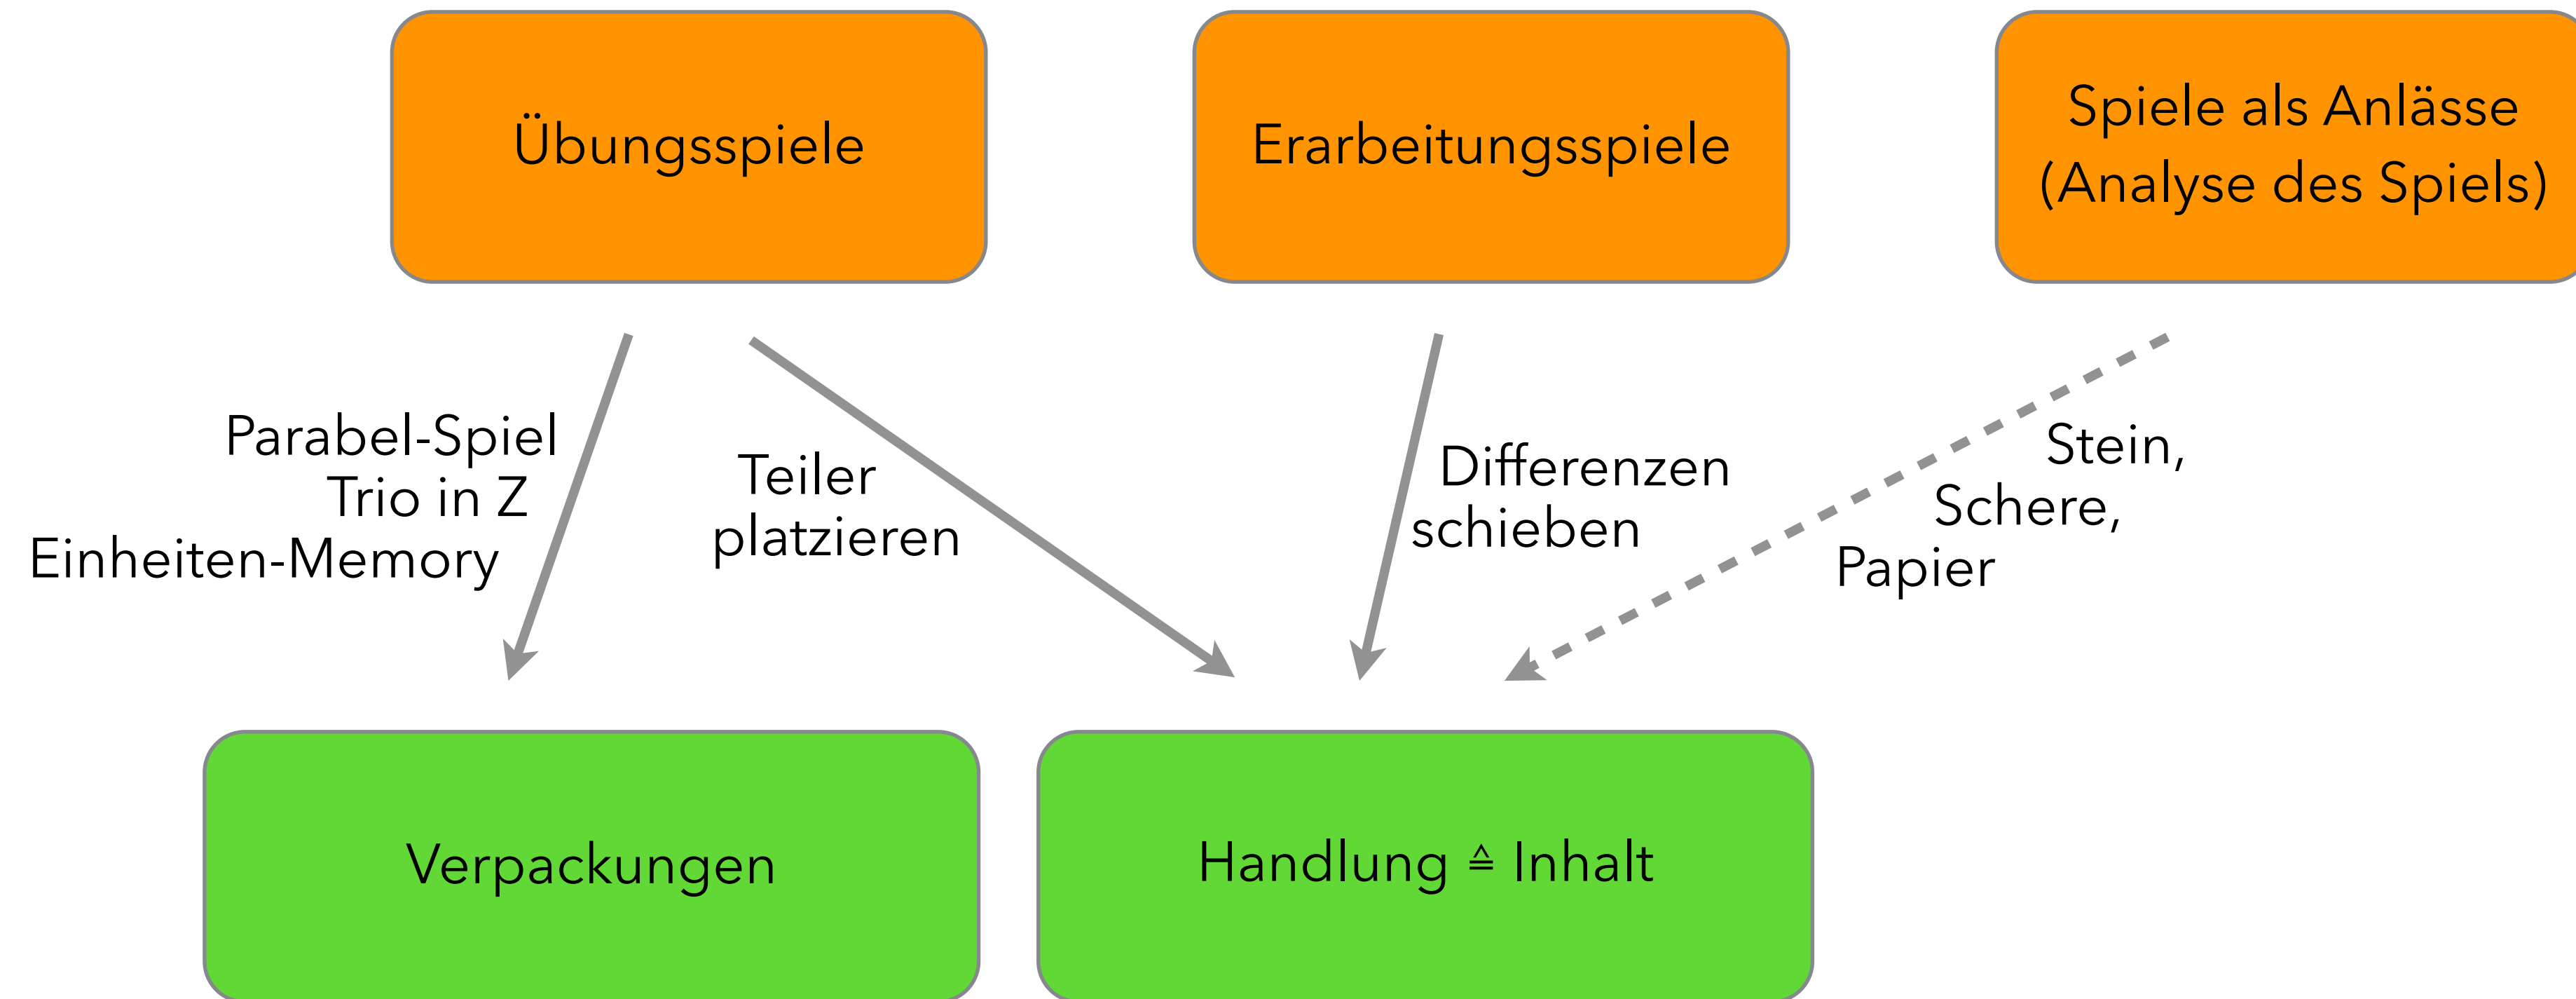 Übungsspiele
Erarbeitungsspiele
Spiele als Anlässe
(Analyse des Spiels)
Parabel-Spiel
Trio in Z
Einheiten-Memory
Teiler
platzieren
Differenzen
schieben
Stein,
Schere,
Papier
Verpackungen
Handlung ≙ Inhalt